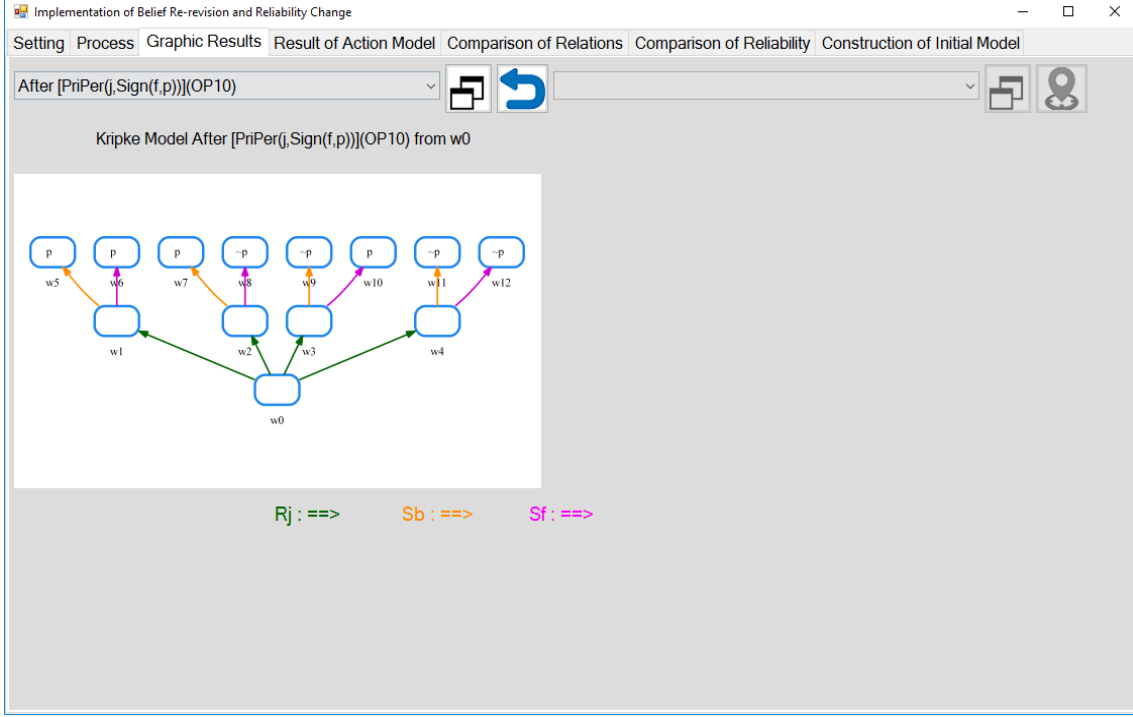 Implementation of Belief Re-revision and Reliability Change
Setting Process Graphic Results Result of Action Model Comparison of Relations Comparison of Reliability Construction of Initial Model
After [PriPer(j,Sign(f,p))](OP10)
Kripke Model After [PriPer(j,Sign(f,p))](OP10) from w0
p p p ~p ~p p ~p ~p
w5 w6 w7 w8 w9 w10 w11 w12
w1 w2 w3 w4
w0
Rj : ==> Sb : ==> Sf : ==>